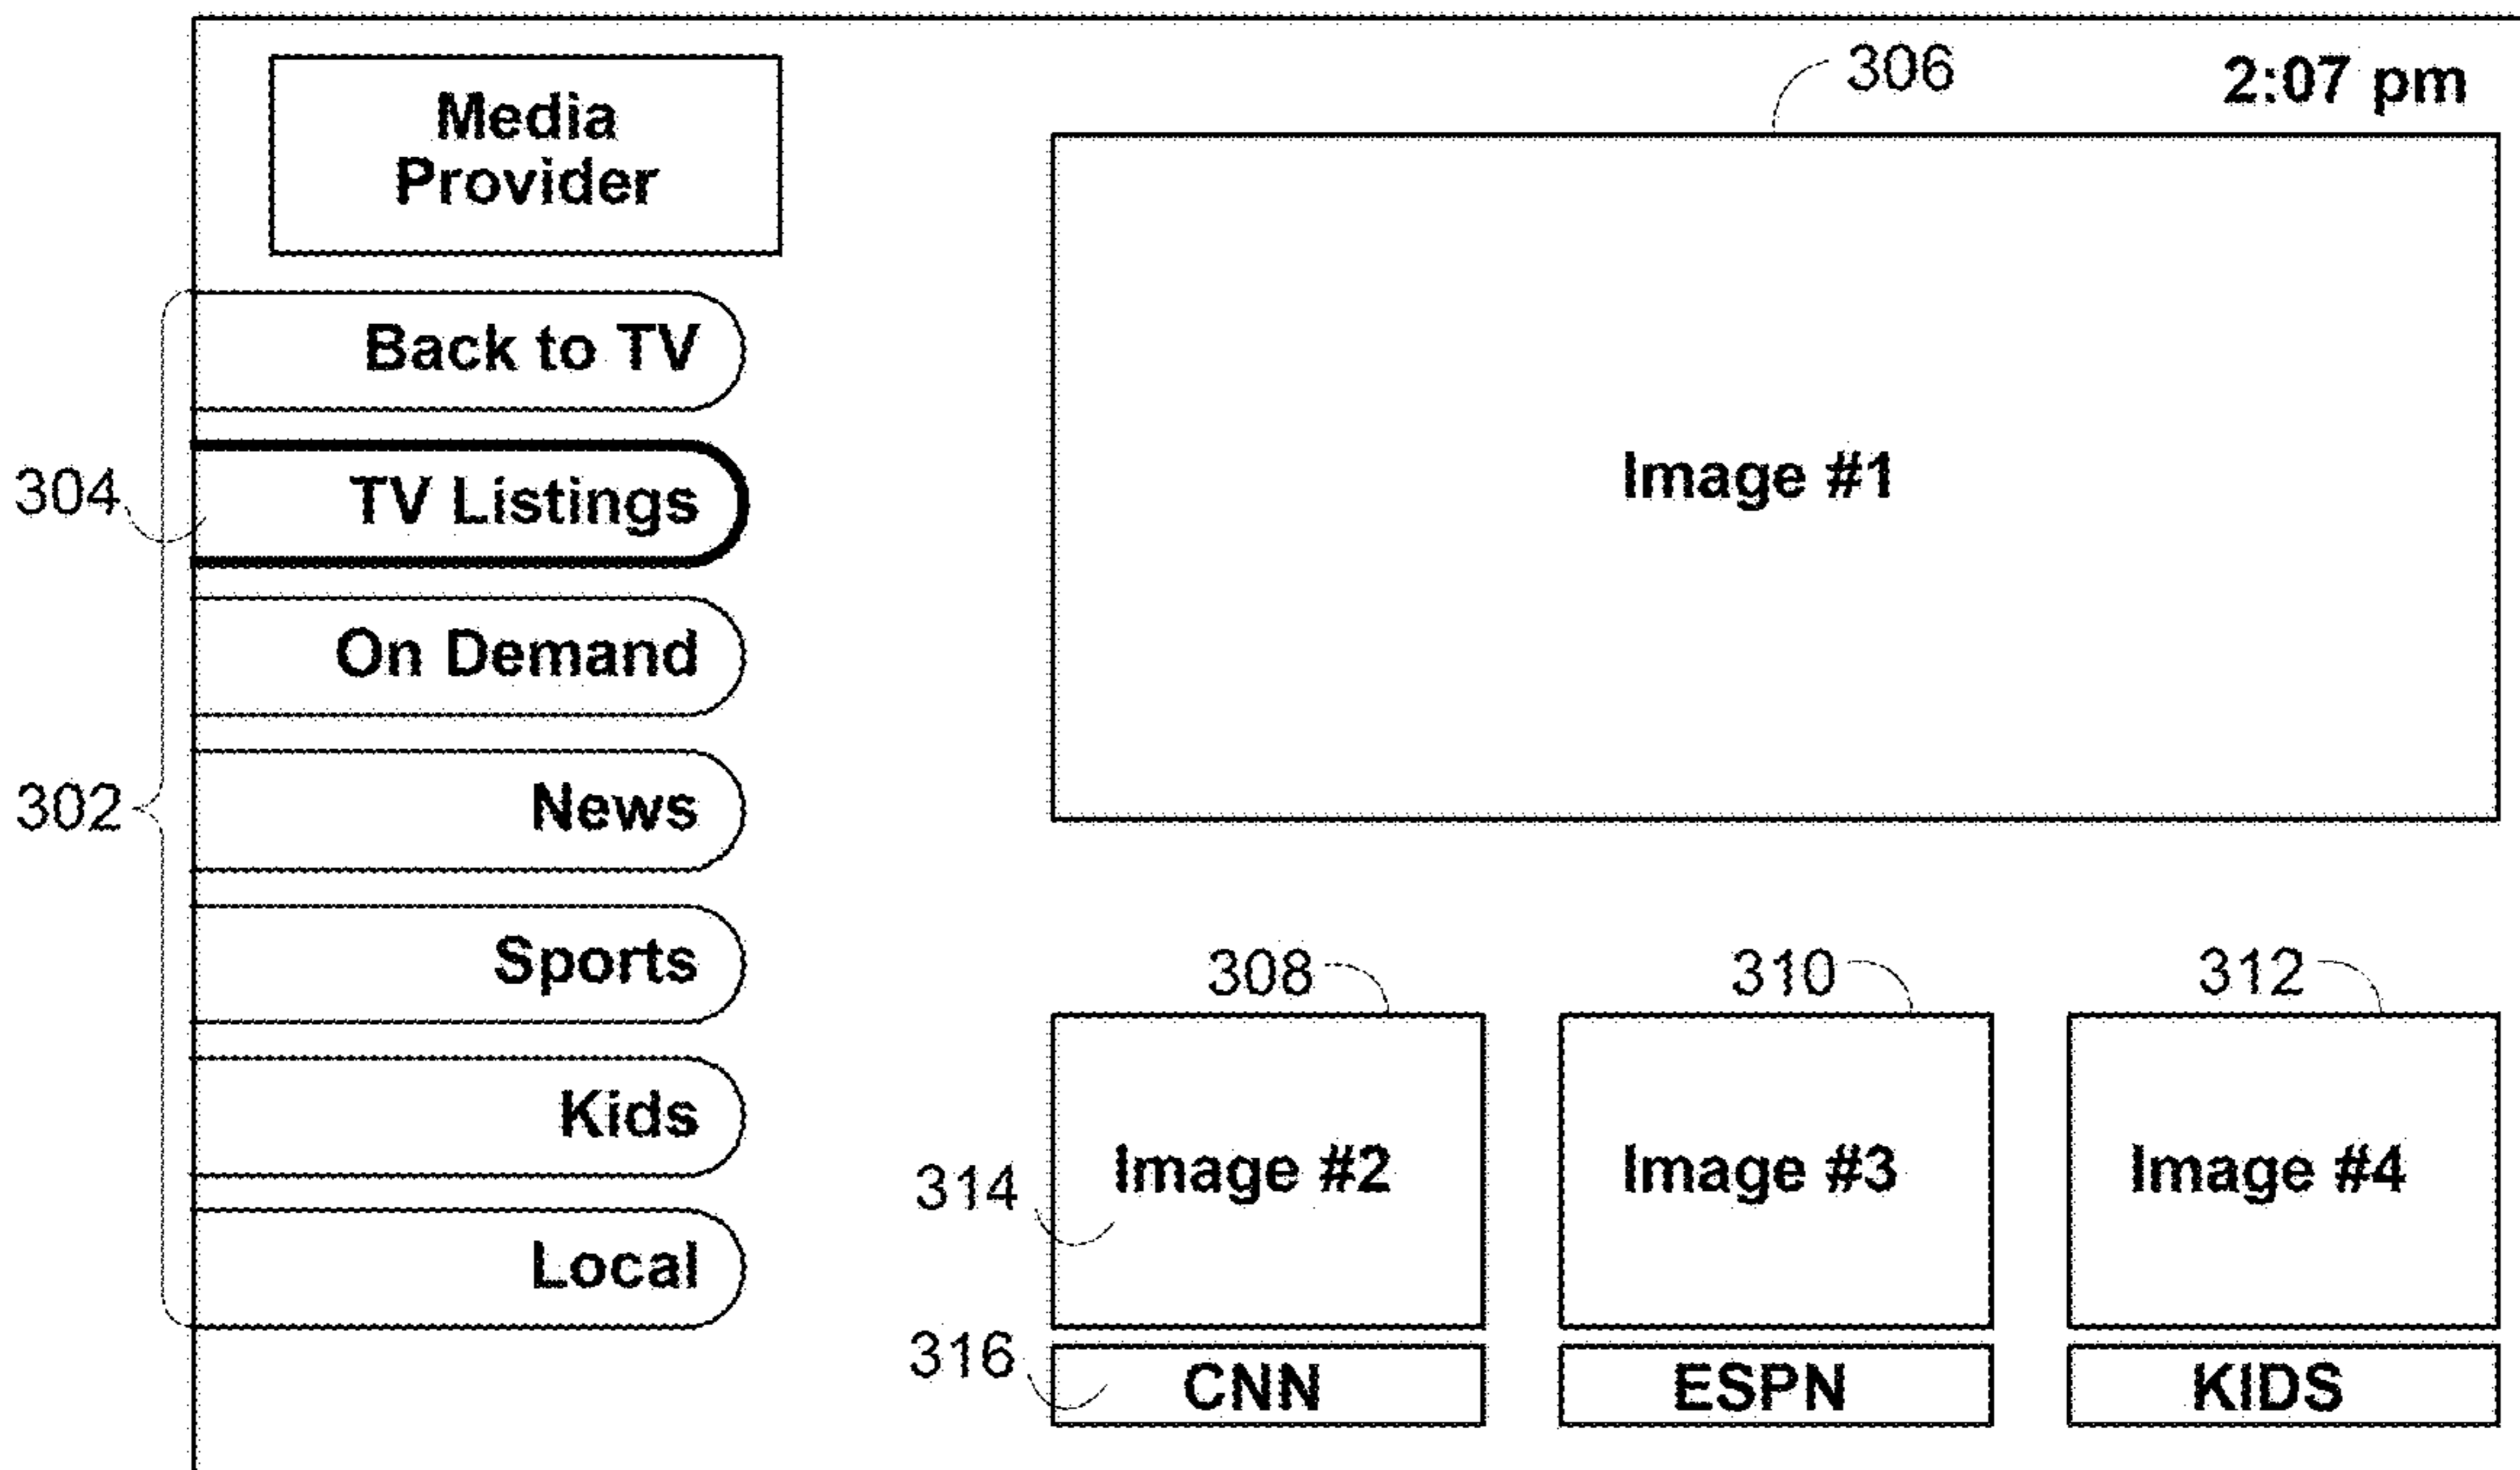 306
2:07 pm
Media
Provider
Back to TV
304
TV Listings
Image #1
On Demand
302
News
Sports
308
310
312
Kids
314
Image #2
Image #3
Image #4
Local
316
CNN
ESPN
KIDS